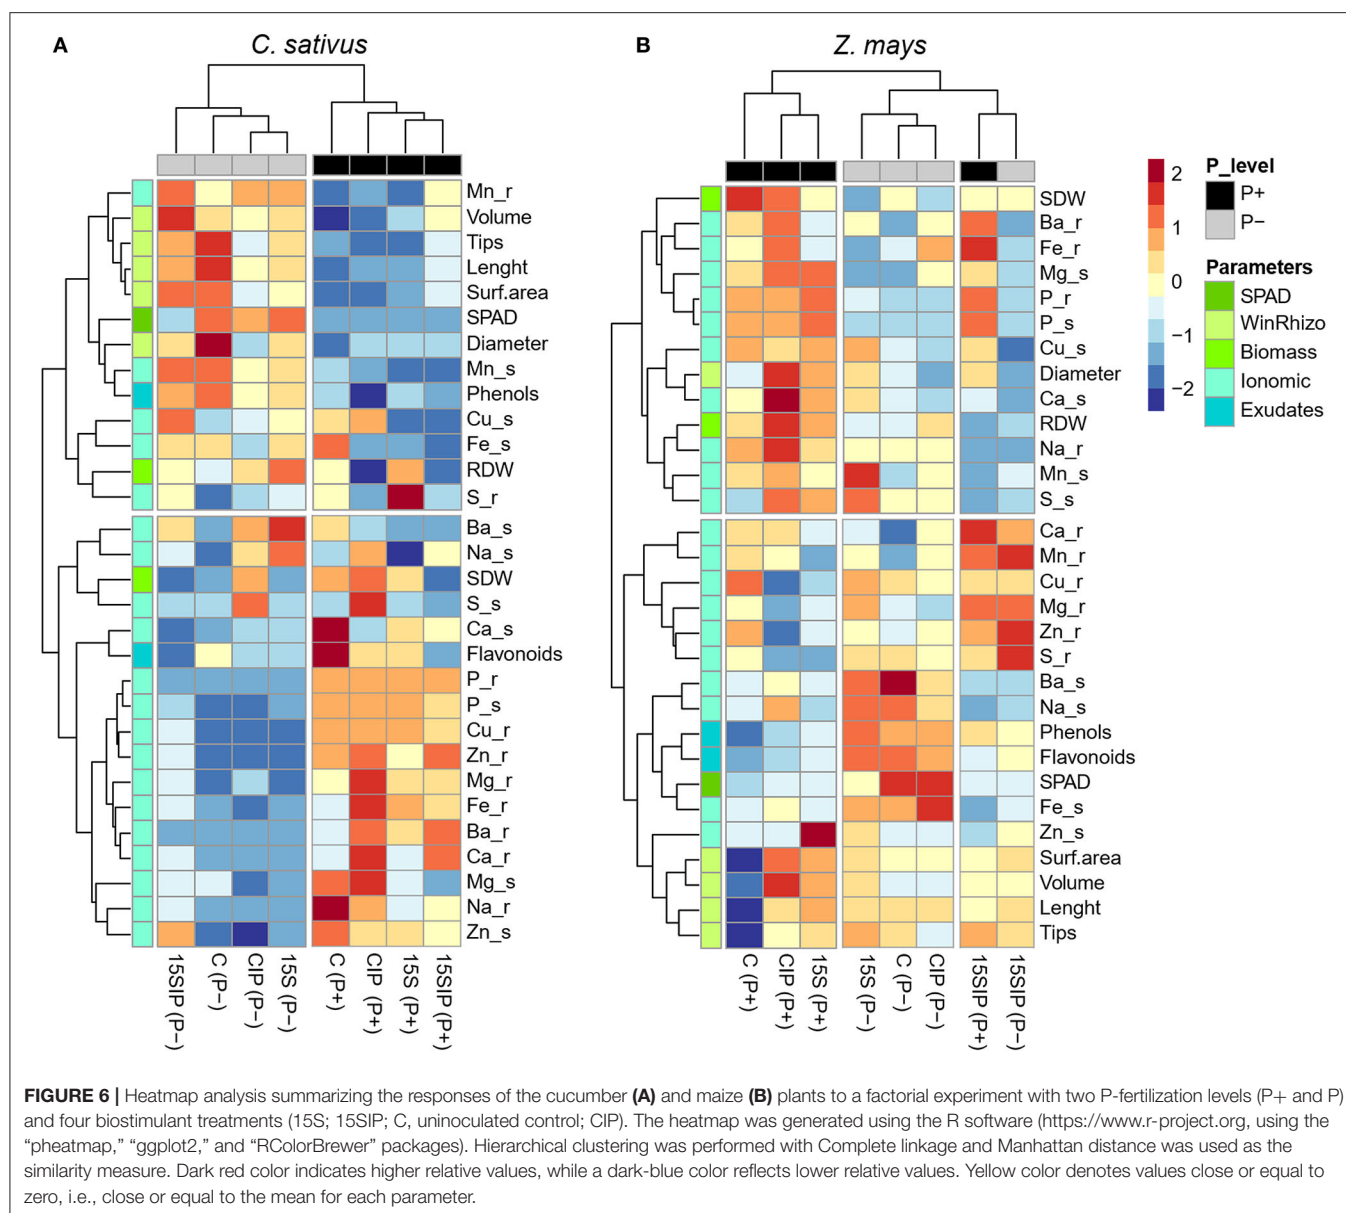 A
C. sativus
Mn_r
Volume
Tips
Lenght
Surf.area
SPAD
Diameter
Mn_s
Phenols
Cu_s
Fe_s
RDW
S_r
Ba_s
Na_s
SDW
S_s
Ca_s
Flavonoids
P_r
P_s
Cu_r
Zn_r
Mg_r
Fe_r
Ba_r
Ca_r
Mg_s
Na_r
Zn_s
15SIP (P−)
C (P−)
CIP (P−)
15S (P−)
C (P+)
CIP (P+)
15S (P+)
15SIP (P+)
B
Z. mays
SDW
Ba_r
Fe_r
Mg_s
P_r
P_s
Cu_s
Diameter
Ca_s
RDW
Na_r
Mn_s
S_s
Ca_r
Mn_r
Cu_r
Mg_r
Zn_r
S_r
Ba_s
Na_s
Phenols
Flavonoids
SPAD
Fe_s
Zn_s
Surf.area
Volume
Lenght
Tips
C (P+)
CIP (P+)
15S (P+)
15S (P−)
C (P−)
CIP (P−)
15SIP (P+)
15SIP (P−)
2
1
0
−1
−2
P_level
P+
P−
Parameters
SPAD
WinRhizo
Biomass
Ionomic
Exudates
FIGURE 6 | Heatmap analysis summarizing the responses of the cucumber (A) and maize (B) plants to a factorial experiment with two P-fertilization levels (P+ and P)
and four biostimulant treatments (15S; 15SIP; C, uninoculated control; CIP). The heatmap was generated using the R software (https://www.r-project.org, using the
“pheatmap,” “ggplot2,” and “RColorBrewer” packages). Hierarchical clustering was performed with Complete linkage and Manhattan distance was used as the
similarity measure. Dark red color indicates higher relative values, while a dark-blue color reflects lower relative values. Yellow color denotes values close or equal to
zero, i.e., close or equal to the mean for each parameter.